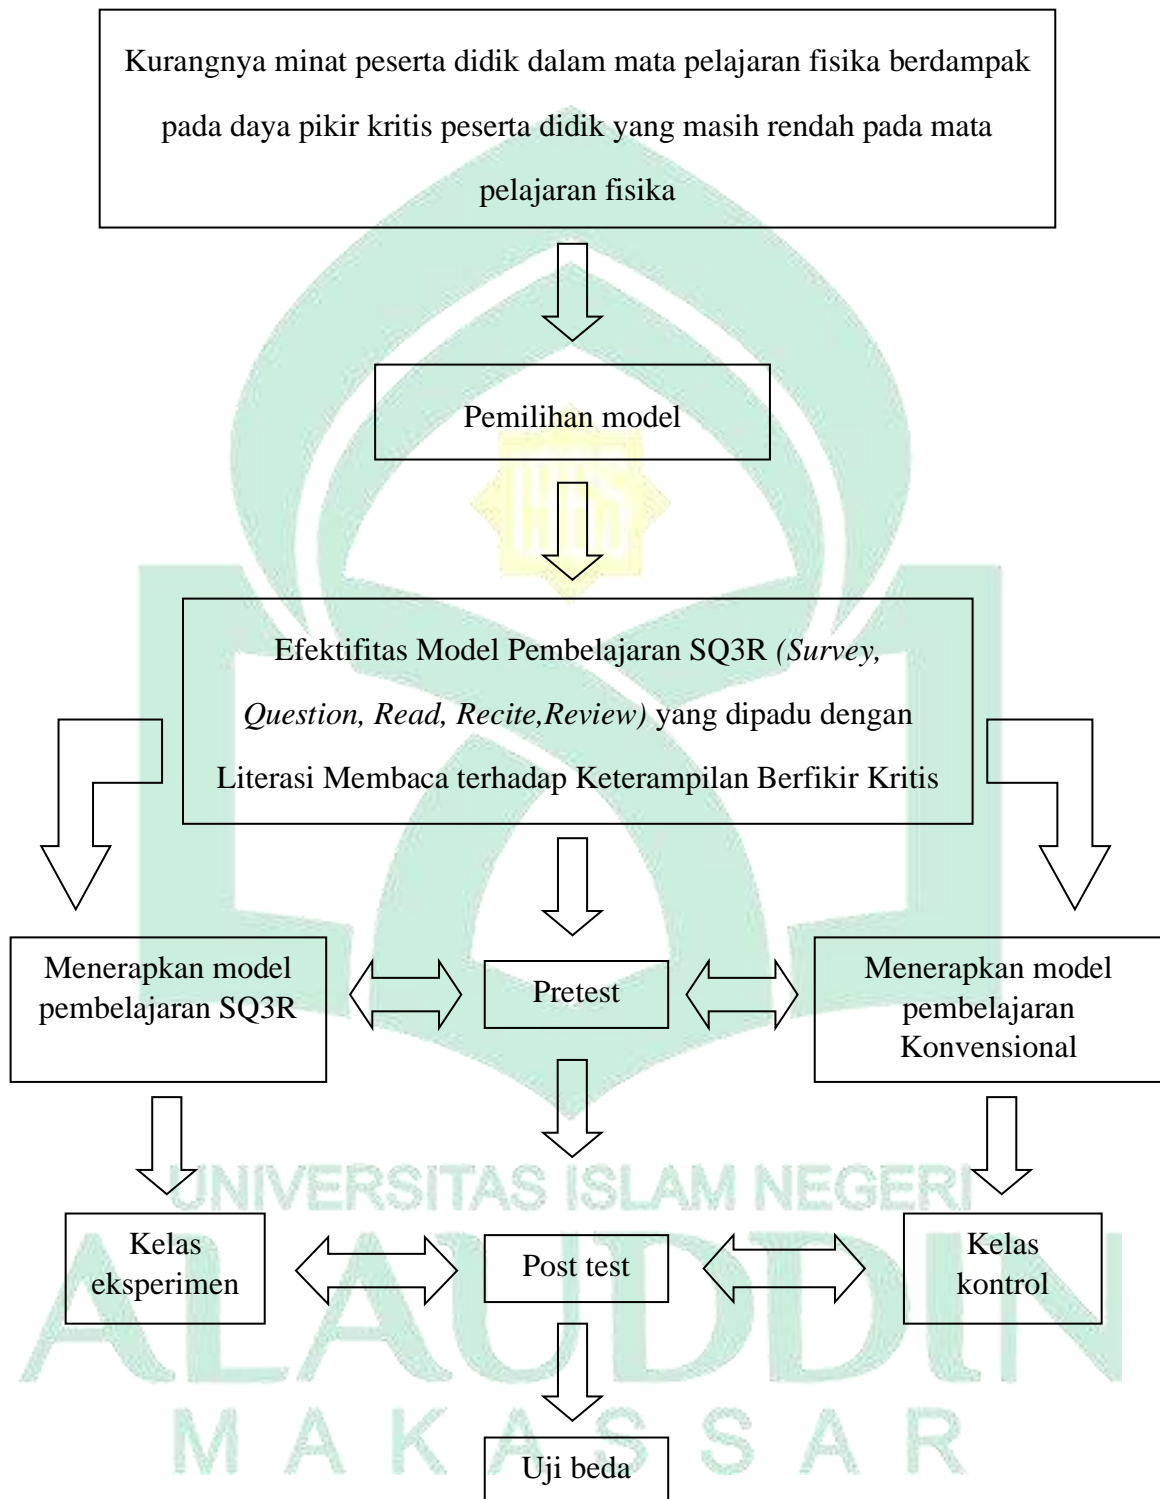 Kurangnya minat peserta didik dalam mata pelajaran fisika berdampak
pada daya pikir kritis peserta didik yang masih rendah pada mata
pelajaran fisika
Pemilihan model
Efektifitas Model Pembelajaran SQ3R (Survey,
Question, Read, Recite,Review) yang dipadu dengan
Literasi Membaca terhadap Keterampilan Berfikir Kritis
Menerapkan model
pembelajaran SQ3R
Pretest
Menerapkan model
pembelajaran
Konvensional
UNIVERSITAS ISLAM NEGERI
Kelas
eksperimen
Post test
Kelas
kontrol
ALAUDDIN
MAKASSAR
Uji beda